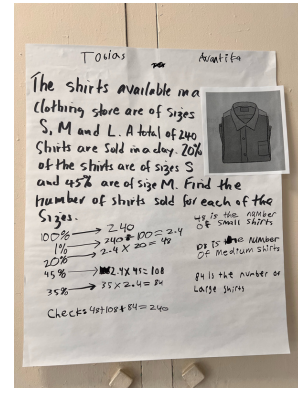 Tobias
Avantika
The shirts available in a
clothing store are of sizes
S, M and L. A total of 240
Shirts are sold in a day. 20%
of the shirts are of sizes S
and 45% are of size M. Find the
number of shirts sold for each of the
Sizes.
100% → 240
1% → 240 ÷ 100 = 2.4
20% → 2.4 x 20 = 48
45% → 2.4 x 45 = 108
35% → 35 x 2.4 = 84
Check: 48+108+84 = 240
48 is the number
of small shirts
108 is the number
of Medium shirts
84 is the number of
Large shirts